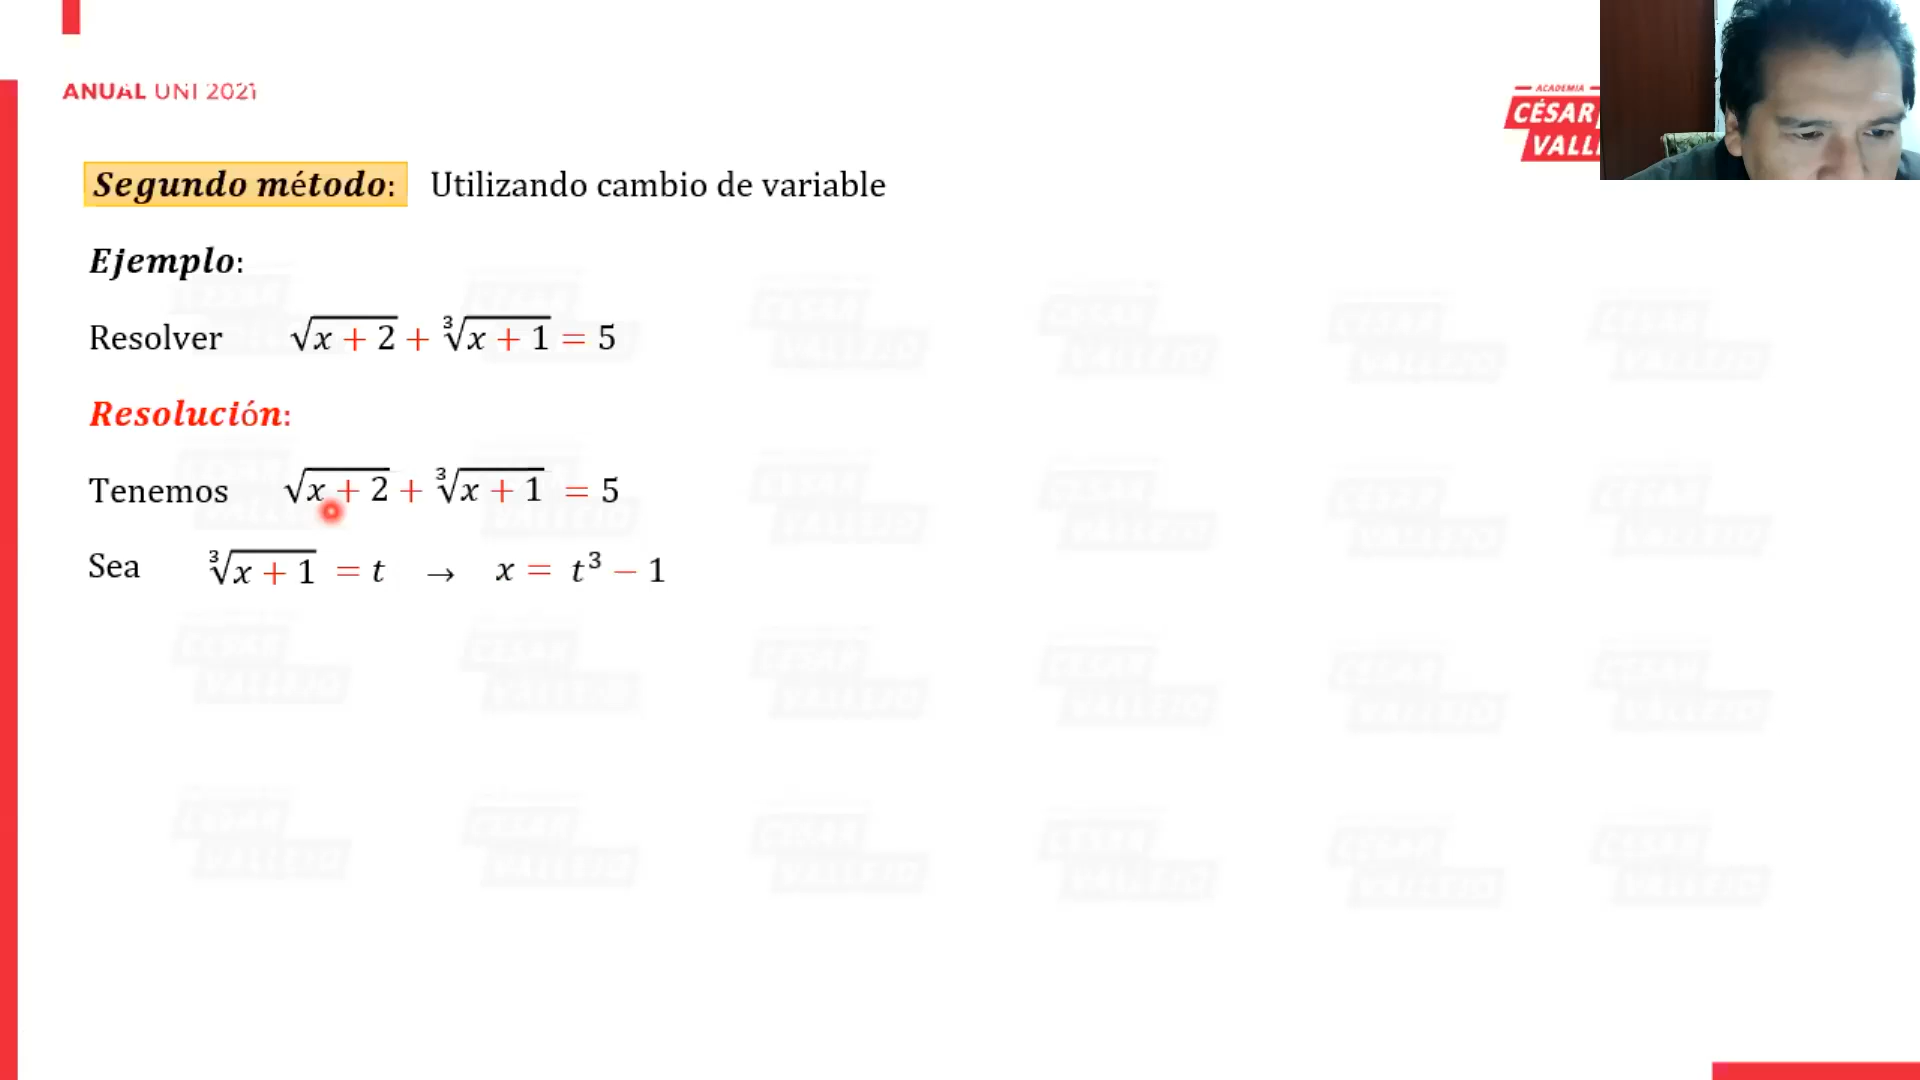 ANUAL UNI 2021
ACADEMIA
CÉSAR
VALL
Segundo método: Utilizando cambio de variable
Ejemplo:
Resolver √(x + 2) + ∛(x + 1) = 5
Resolución:
Tenemos √(x + 2) + ∛(x + 1) = 5
Sea ∛(x + 1) = t → x = t³ − 1